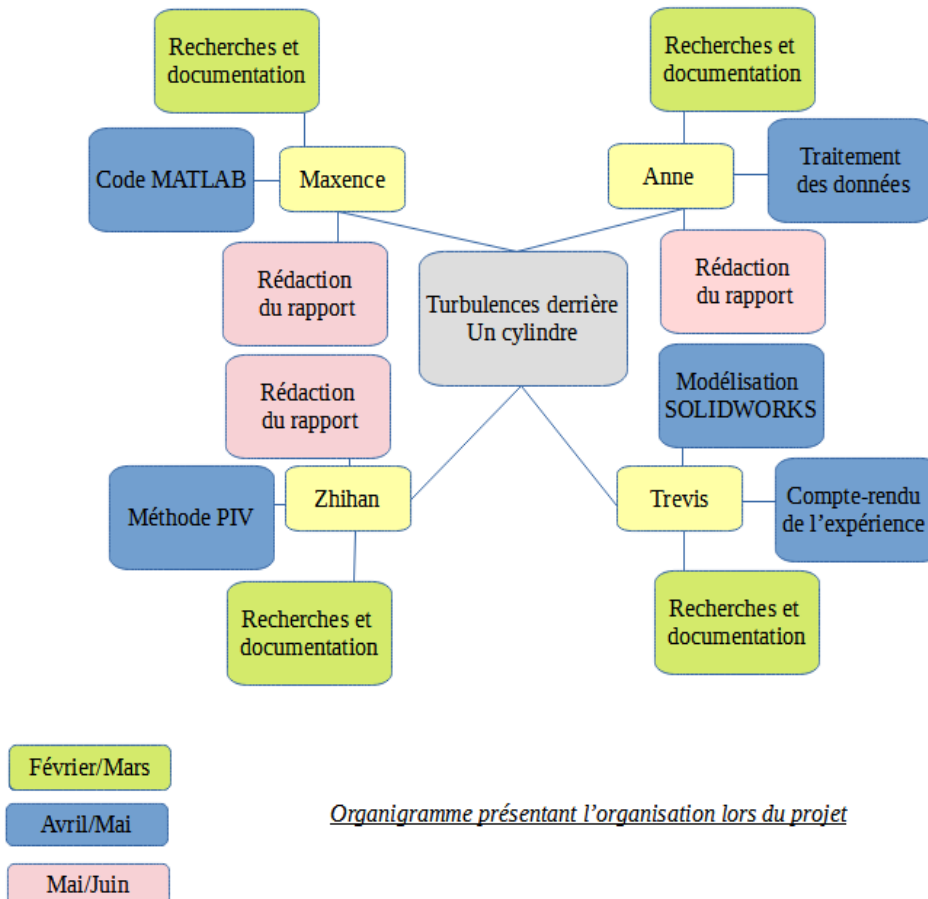 Recherches et
documentation
Recherches et
documentation
Code MATLAB
Maxence
Anne
Traitement
des données
Rédaction
du rapport
Turbulences derrière
Un cylindre
Rédaction
du rapport
Rédaction
du rapport
Modélisation
SOLIDWORKS
Méthode PIV
Zhihan
Trevis
Compte-rendu
de l’expérience
Recherches et
documentation
Recherches et
documentation
Février/Mars
Avril/Mai
Organigramme présentant l’organisation lors du projet
Mai/Juin